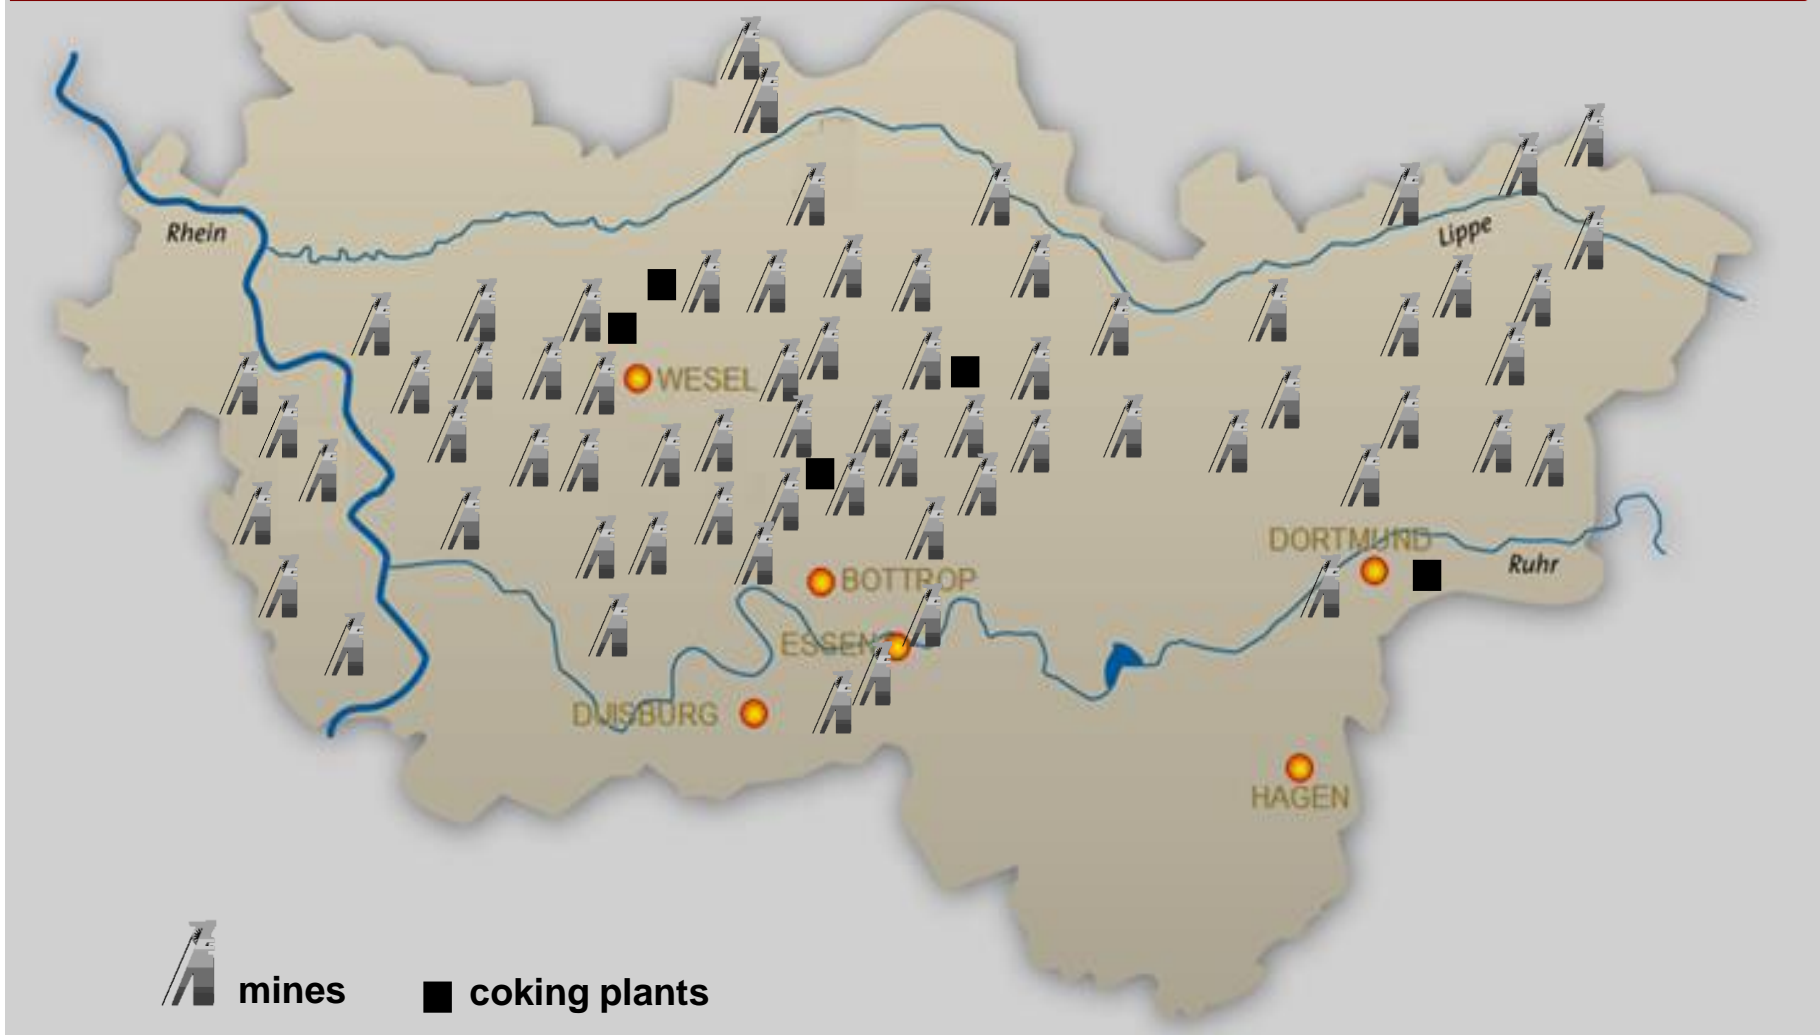 Rhein
Lippe
WESEL
DORTMUND
Ruhr
BOTTROP
ESSEN
DUISBURG
HAGEN
mines
coking plants